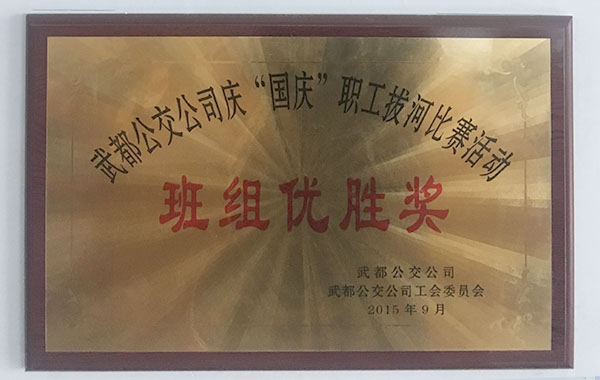 武都公交公司庆“国庆”职工拔河比赛活动
班组优胜奖
武都公交公司
武都公交公司工会委员会
2015年9月